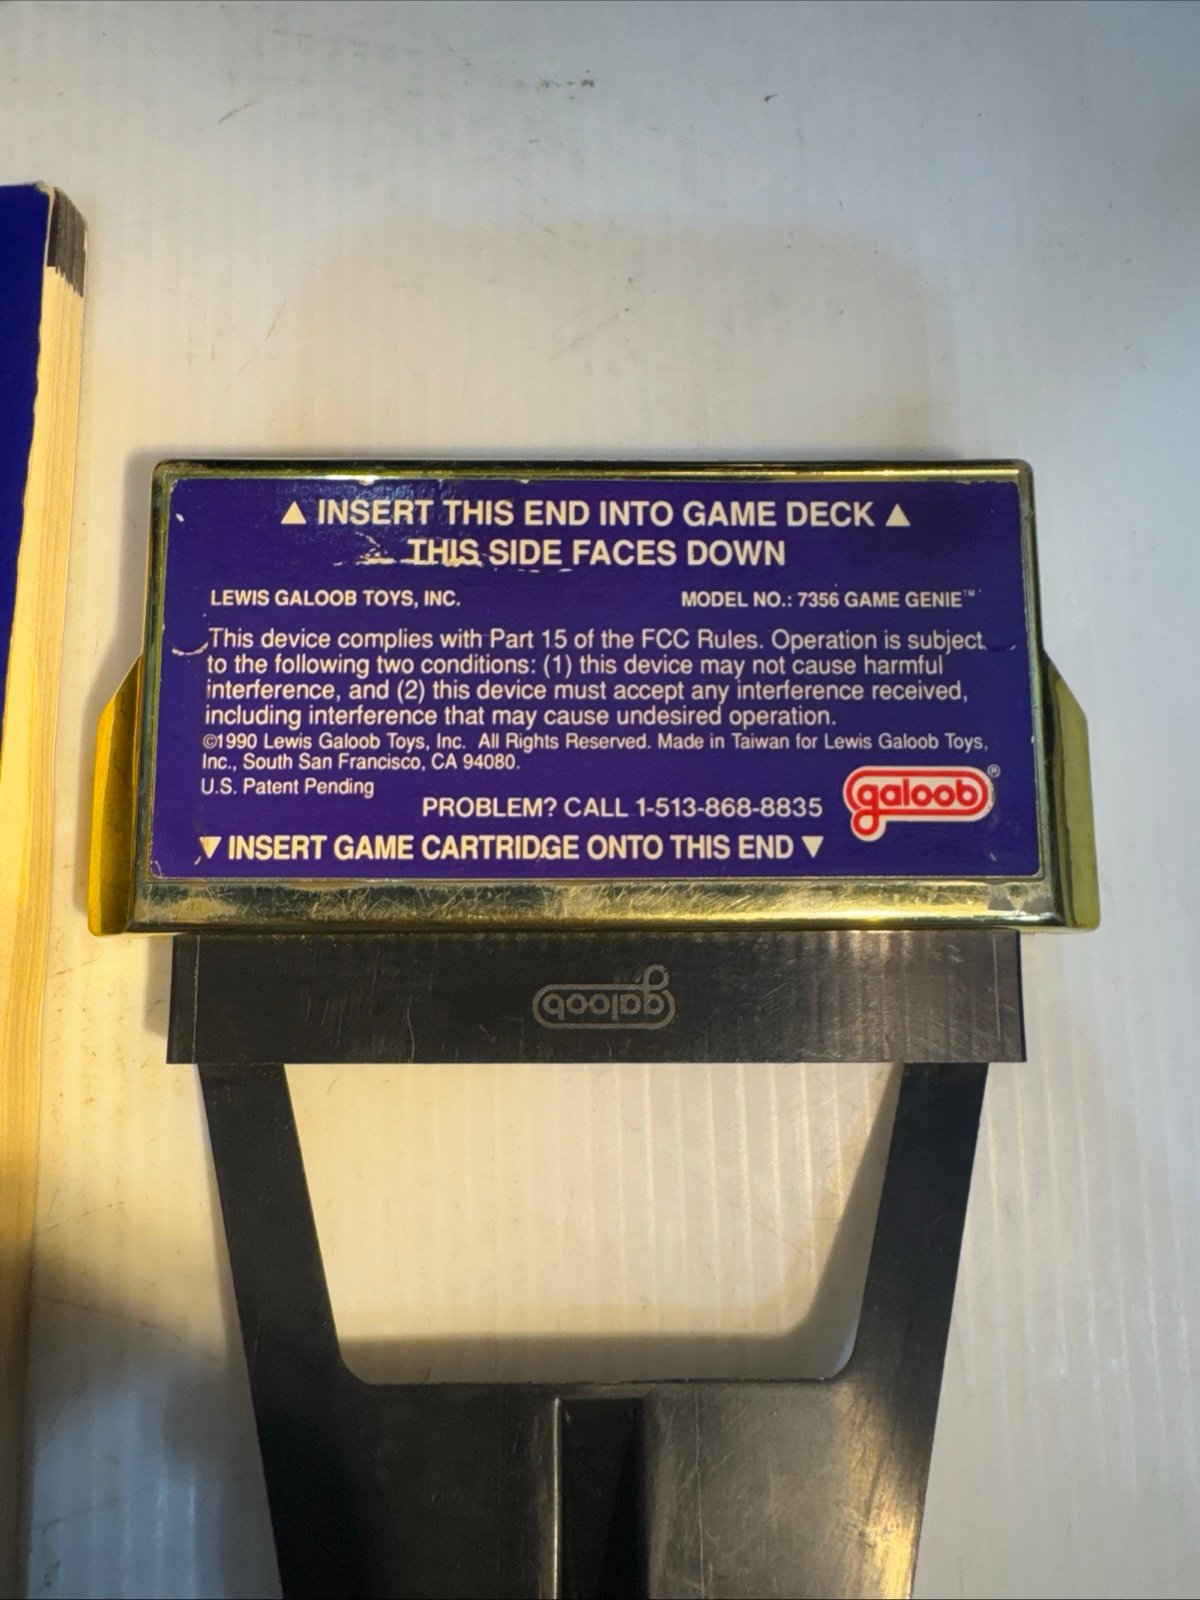 ▲ INSERT THIS END INTO GAME DECK ▲
THIS SIDE FACES DOWN
LEWIS GALOOB TOYS, INC. MODEL NO.: 7356 GAME GENIE™
This device complies with Part 15 of the FCC Rules. Operation is subject
to the following two conditions: (1) this device may not cause harmful
interference, and (2) this device must accept any interference received,
including interference that may cause undesired operation.
©1990 Lewis Galoob Toys, Inc. All Rights Reserved. Made in Taiwan for Lewis Galoob Toys,
Inc., South San Francisco, CA 94080.
U.S. Patent Pending
galoob®
PROBLEM? CALL 1-513-868-8835
▼ INSERT GAME CARTRIDGE ONTO THIS END ▼
galoob